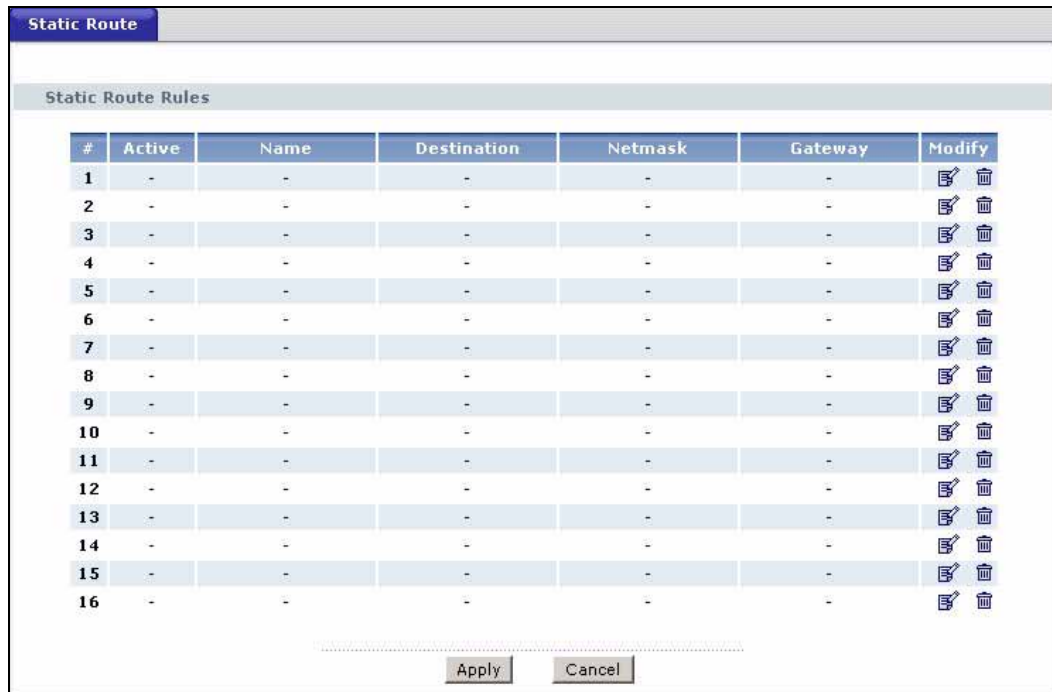 Static Route
Static Route Rules
# Active Name Destination Netmask Gateway Modify
1 - - - - -
2 - - - - -
3 - - - - -
4 - - - - -
5 - - - - -
6 - - - - -
7 - - - - -
8 - - - - -
9 - - - - -
10 - - - - -
11 - - - - -
12 - - - - -
13 - - - - -
14 - - - - -
15 - - - - -
16 - - - - -
Apply Cancel